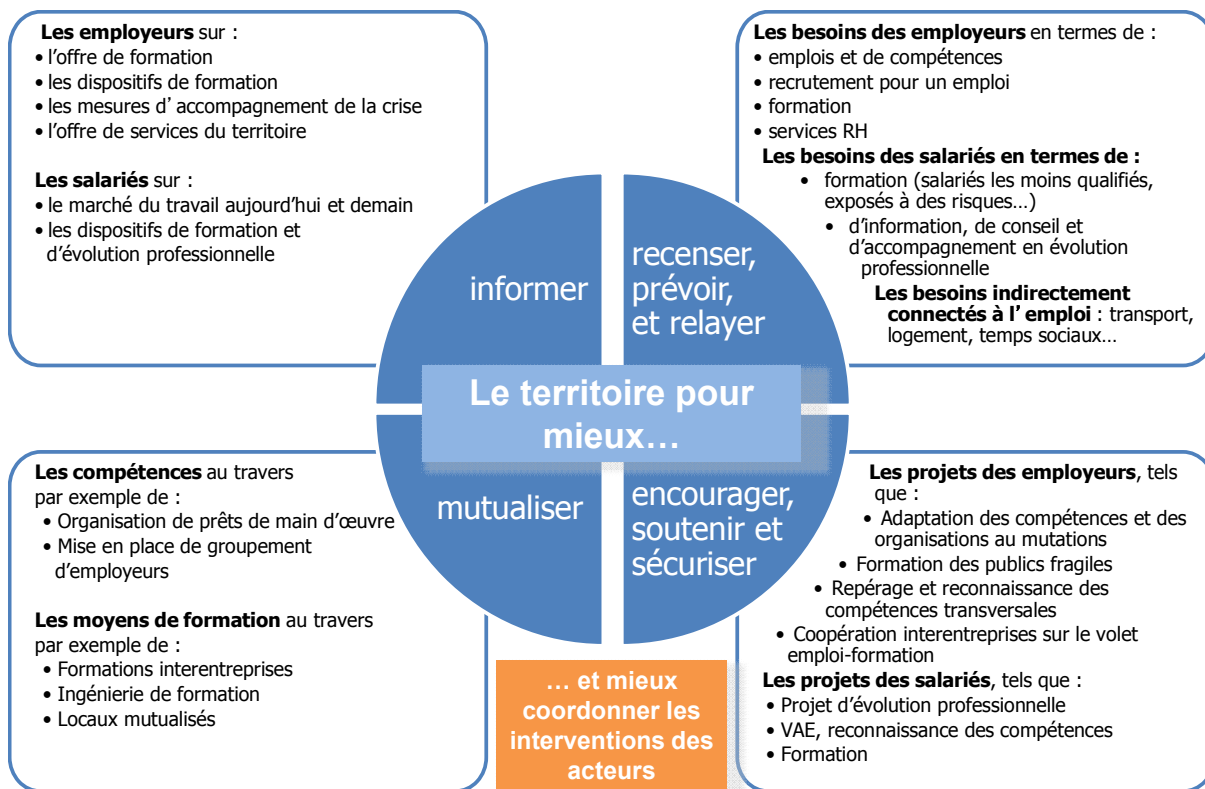 Les employeurs sur :
• l'offre de formation
• les dispositifs de formation
• les mesures d' accompagnement de la crise
• l'offre de services du territoire
Les salariés sur :
• le marché du travail aujourd'hui et demain
• les dispositifs de formation et
d'évolution professionnelle
Les besoins des employeurs en termes de :
• emplois et de compétences
• recrutement pour un emploi
• formation
• services RH
Les besoins des salariés en termes de :
• formation (salariés les moins qualifiés,
exposés à des risques…)
• d'information, de conseil et
d'accompagnement en évolution
professionnelle
Les besoins indirectement
connectés à l' emploi : transport,
logement, temps sociaux…
informer
recenser,
prévoir,
et relayer
Le territoire pour
mieux…
mutualiser
encourager,
soutenir et
sécuriser
Les compétences au travers
par exemple de :
• Organisation de prêts de main d'œuvre
• Mise en place de groupement
d'employeurs
Les moyens de formation au travers
par exemple de :
• Formations interentreprises
• Ingénierie de formation
• Locaux mutualisés
Les projets des employeurs, tels
que :
• Adaptation des compétences et des
organisations au mutations
• Formation des publics fragiles
• Repérage et reconnaissance des
compétences transversales
• Coopération interentreprises sur le volet
emploi-formation
Les projets des salariés, tels que :
• Projet d'évolution professionnelle
• VAE, reconnaissance des compétences
• Formation
… et mieux
coordonner les
interventions des
acteurs